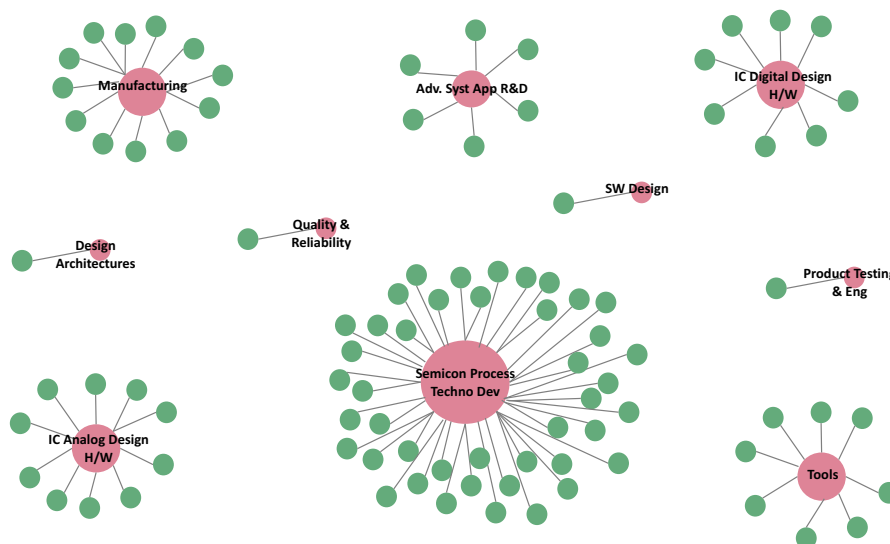 Manufacturing
Adv. Syst App R&D
IC Digital Design
H/W
SW Design
Quality &
Reliability
Design
Architectures
Product Testing
& Eng
Semicon Process
Techno Dev
IC Analog Design
H/W
Tools